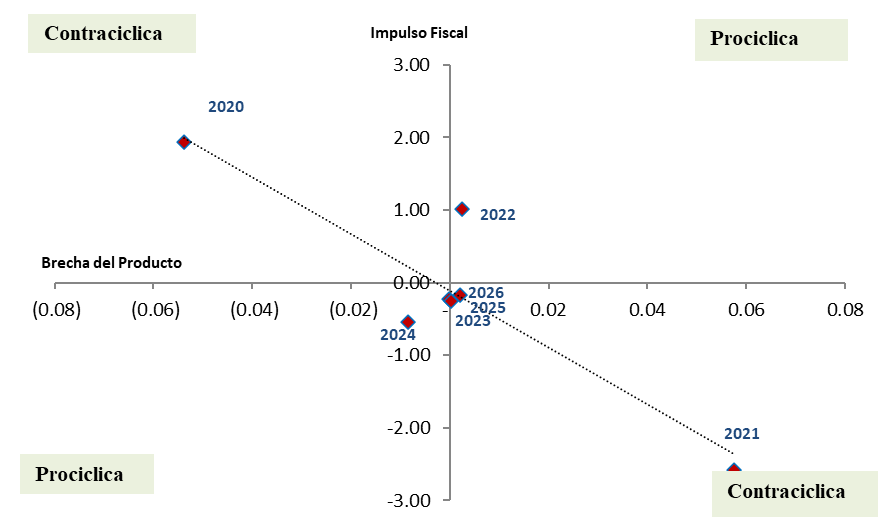 Contraciclica
Impulso Fiscal
Prociclica
3.00
2020
2.00
1.00
2022
Brecha del Producto
0.00
2026
(0.08) (0.06) (0.04) (0.02) - 0.02 0.04 0.06 0.08
2025
2023
2024
-1.00
-2.00
2021
Prociclica
Contraciclica
-3.00